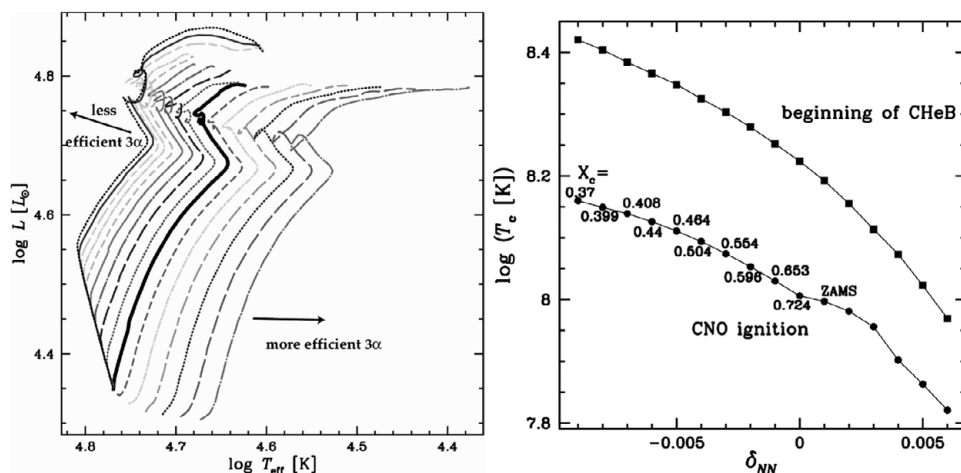 log L [L⊙]
4.8
4.6
4.4
less
efficient 3α
more efficient 3α
4.8
4.7
4.6
4.5
4.4
log Teff [K]
log (Tc [K])
8.4
8.2
8
7.8
beginning of CHeB
Xc=
0.37
0.399
0.408
0.44
0.464
0.504
0.554
0.596
0.653
0.724
ZAMS
CNO ignition
−0.005
0
0.005
δNN